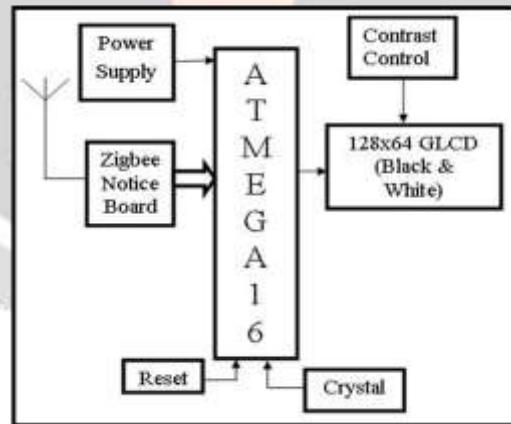 Power
Supply
Contrast
Control
A
T
M
E
G
A
1
6
128x64 GLCD
(Black &
White)
Zigbee
Notice
Board
Reset
Crystal